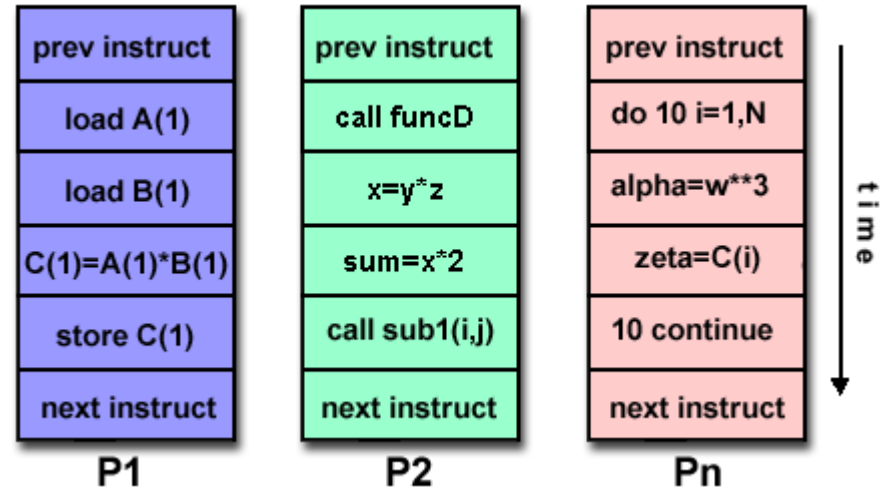 prev instruct
load A(1)
load B(1)
C(1)=A(1)*B(1)
store C(1)
next instruct
P1
prev instruct
call funcD
x=y*z
sum=x*2
call sub1(i,j)
next instruct
P2
prev instruct
do 10 i=1,N
alpha=w**3
zeta=C(i)
10 continue
next instruct
Pn
time